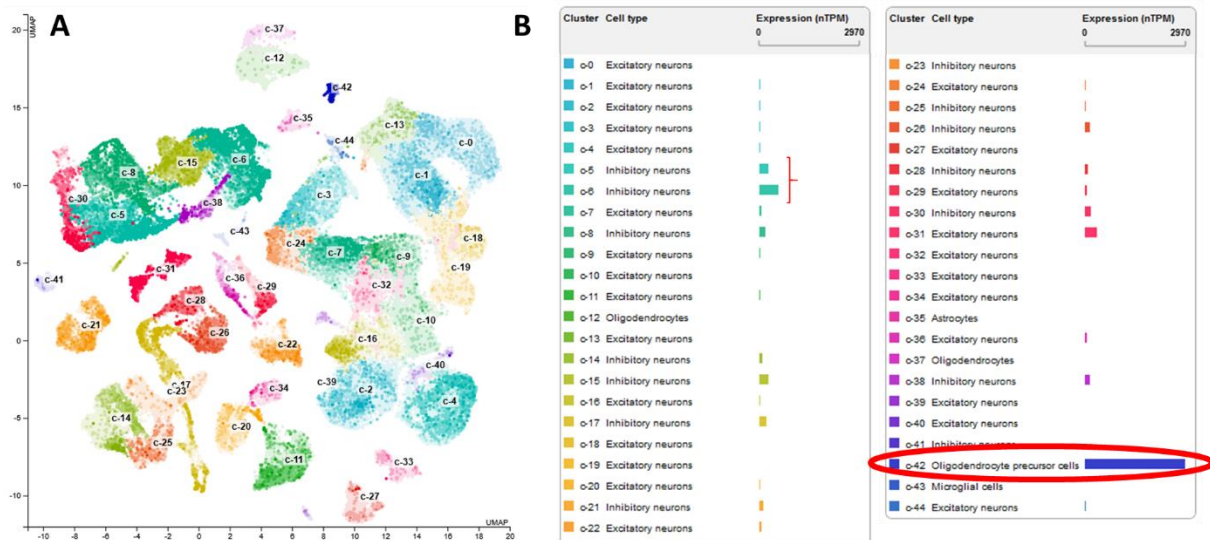 A
B
UMAP
20
15
10
5
0
-5
-10
-10 -8 -6 -4 -2 0 2 4 6 8 10 12 14 16 18 20
UMAP
c-37
c-12
c-42
c-35
c-44
c-13
c-0
c-15
c-6
c-8
c-1
c-3
c-30
c-38
c-5
c-43
c-18
c-24
c-7
c-9
c-19
c-31
c-41
c-36
c-29
c-32
c-28
c-21
c-26
c-10
c-22
c-16
c-40
c-17
c-23
c-39
c-34
c-2
c-4
c-14
c-20
c-25
c-11
c-33
c-27
Cluster Cell type Expression (nTPM)
0 2970
c-0 Excitatory neurons
c-1 Excitatory neurons
c-2 Excitatory neurons
c-3 Excitatory neurons
c-4 Excitatory neurons
c-5 Inhibitory neurons
c-6 Inhibitory neurons
c-7 Excitatory neurons
c-8 Inhibitory neurons
c-9 Excitatory neurons
c-10 Excitatory neurons
c-11 Excitatory neurons
c-12 Oligodendrocytes
c-13 Excitatory neurons
c-14 Inhibitory neurons
c-15 Inhibitory neurons
c-16 Excitatory neurons
c-17 Inhibitory neurons
c-18 Excitatory neurons
c-19 Excitatory neurons
c-20 Excitatory neurons
c-21 Inhibitory neurons
c-22 Excitatory neurons
Cluster Cell type Expression (nTPM)
0 2970
c-23 Inhibitory neurons
c-24 Excitatory neurons
c-25 Inhibitory neurons
c-26 Inhibitory neurons
c-27 Excitatory neurons
c-28 Inhibitory neurons
c-29 Excitatory neurons
c-30 Inhibitory neurons
c-31 Excitatory neurons
c-32 Excitatory neurons
c-33 Excitatory neurons
c-34 Excitatory neurons
c-35 Astrocytes
c-36 Excitatory neurons
c-37 Oligodendrocytes
c-38 Inhibitory neurons
c-39 Excitatory neurons
c-40 Excitatory neurons
c-41 Inhibitory neurons
c-42 Oligodendrocyte precursor cells
c-43 Microglial cells
c-44 Excitatory neurons